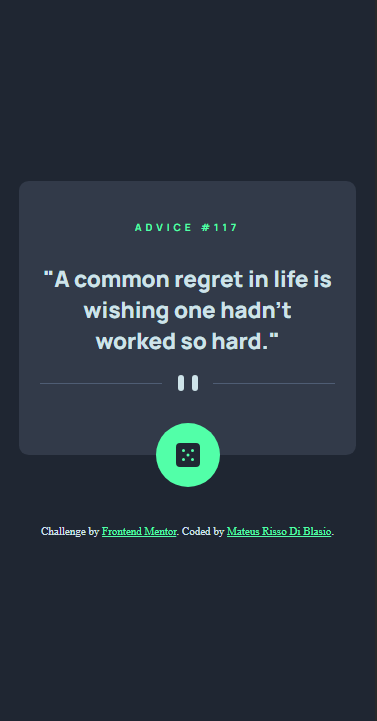 ADVICE #117
"A common regret in life is
wishing one hadn't
worked so hard."
Challenge by Frontend Mentor. Coded by Mateus Risso Di Blasio.